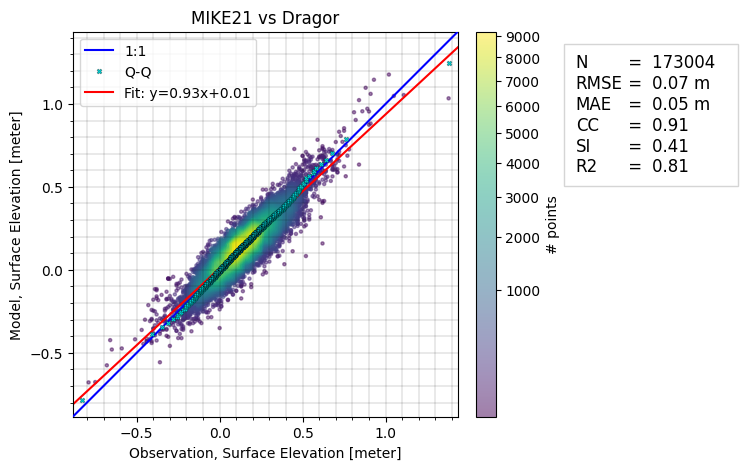 MIKE21 vs Dragor
1:1
Q-Q
Fit: y=0.93x+0.01
1.0
0.5
0.0
−0.5
−0.5
0.0
0.5
1.0
Model, Surface Elevation [meter]
Observation, Surface Elevation [meter]
9000
8000
7000
6000
5000
4000
3000
2000
1000
# points
N = 173004
RMSE = 0.07 m
MAE = 0.05 m
CC = 0.91
SI = 0.41
R2 = 0.81